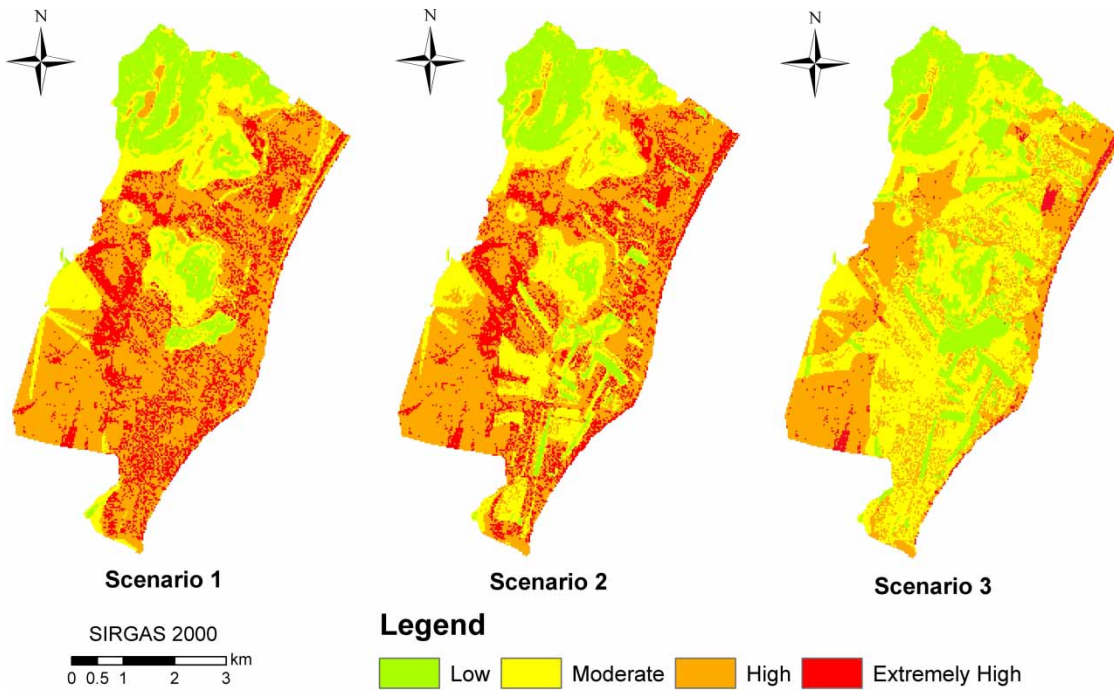 N
N
N
Scenario 1
Scenario 2
Scenario 3
SIRGAS 2000
km
0 0.5 1 2 3
Legend
Low
Moderate
High
Extremely High